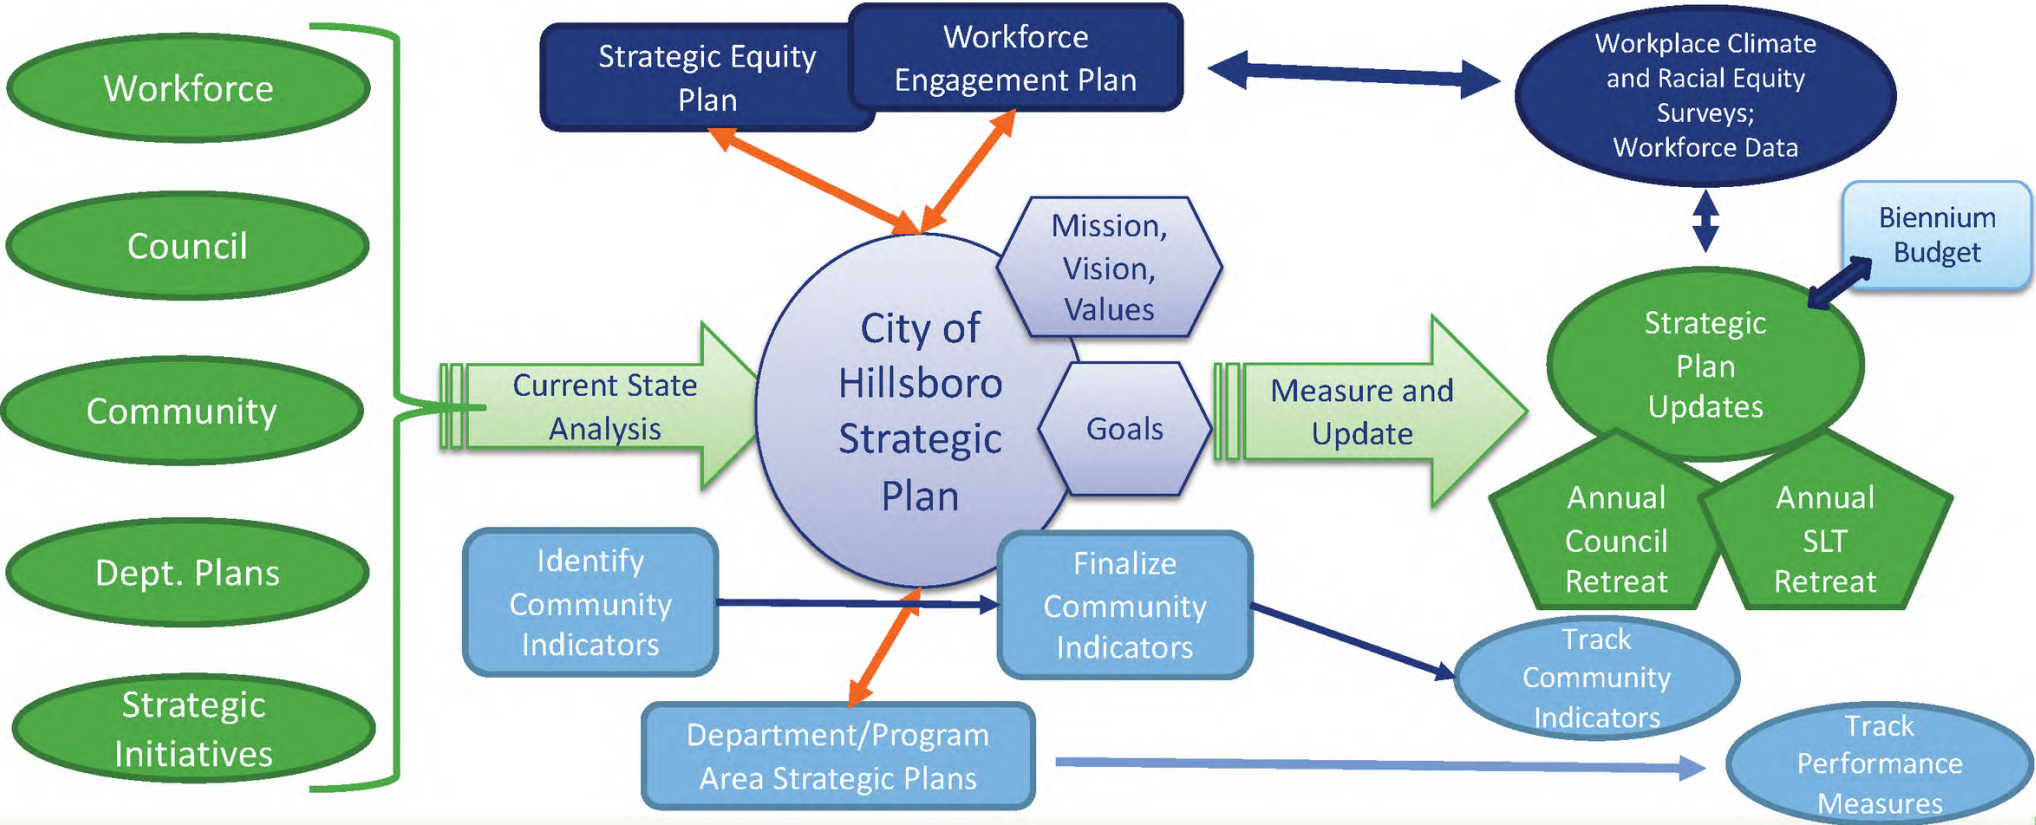 Workforce
Council
Community
Dept. Plans
Strategic
Initiatives
Current State
Analysis
Strategic Equity
Plan
Workforce
Engagement Plan
City of
Hillsboro
Strategic
Plan
Mission,
Vision,
Values
Goals
Identify
Community
Indicators
Finalize
Community
Indicators
Department/Program
Area Strategic Plans
Measure and
Update
Workplace Climate
and Racial Equity
Surveys;
Workforce Data
Biennium
Budget
Strategic
Plan
Updates
Annual
Council
Retreat
Annual
SLT
Retreat
Track
Community
Indicators
Track
Performance
Measures